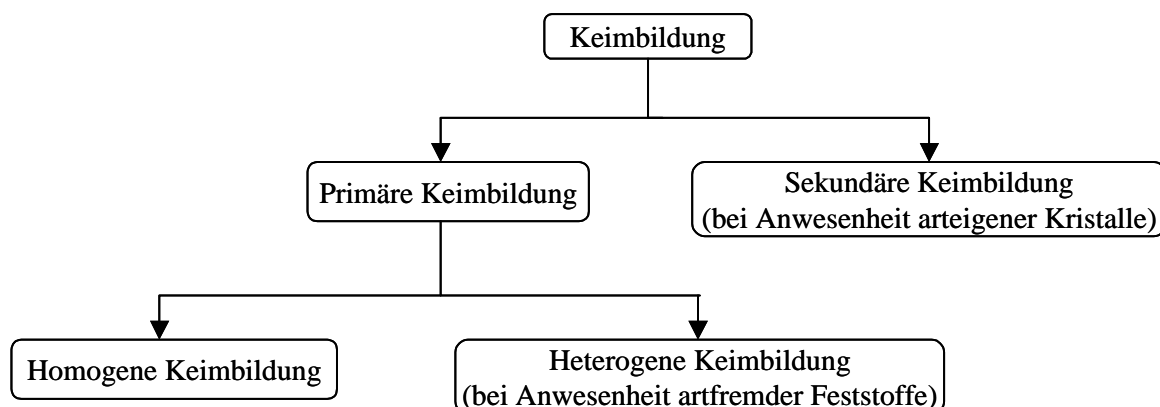 Keimbildung
Primäre Keimbildung
Sekundäre Keimbildung
(bei Anwesenheit arteigener Kristalle)
Homogene Keimbildung
Heterogene Keimbildung
(bei Anwesenheit artfremder Feststoffe)